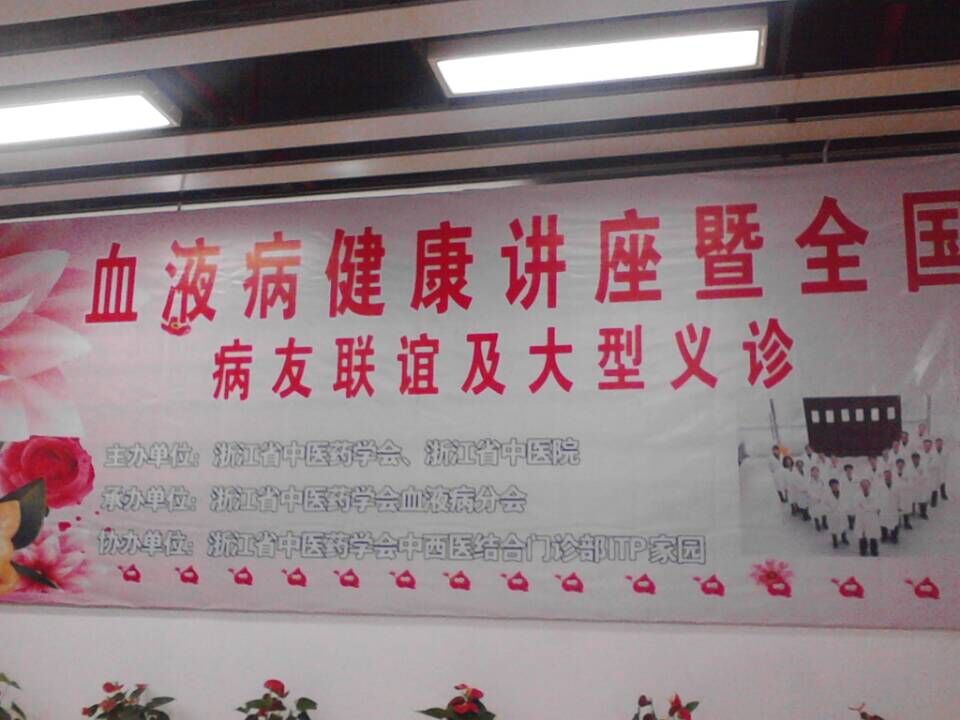 血液病健康讲座暨全国
病友联谊及大型义诊
主办单位：浙江省中医药学会、浙江省中医院
承办单位：浙江省中医药学会血液病分会
协办单位：浙江省中医药学会中西医结合门诊部ITP家园